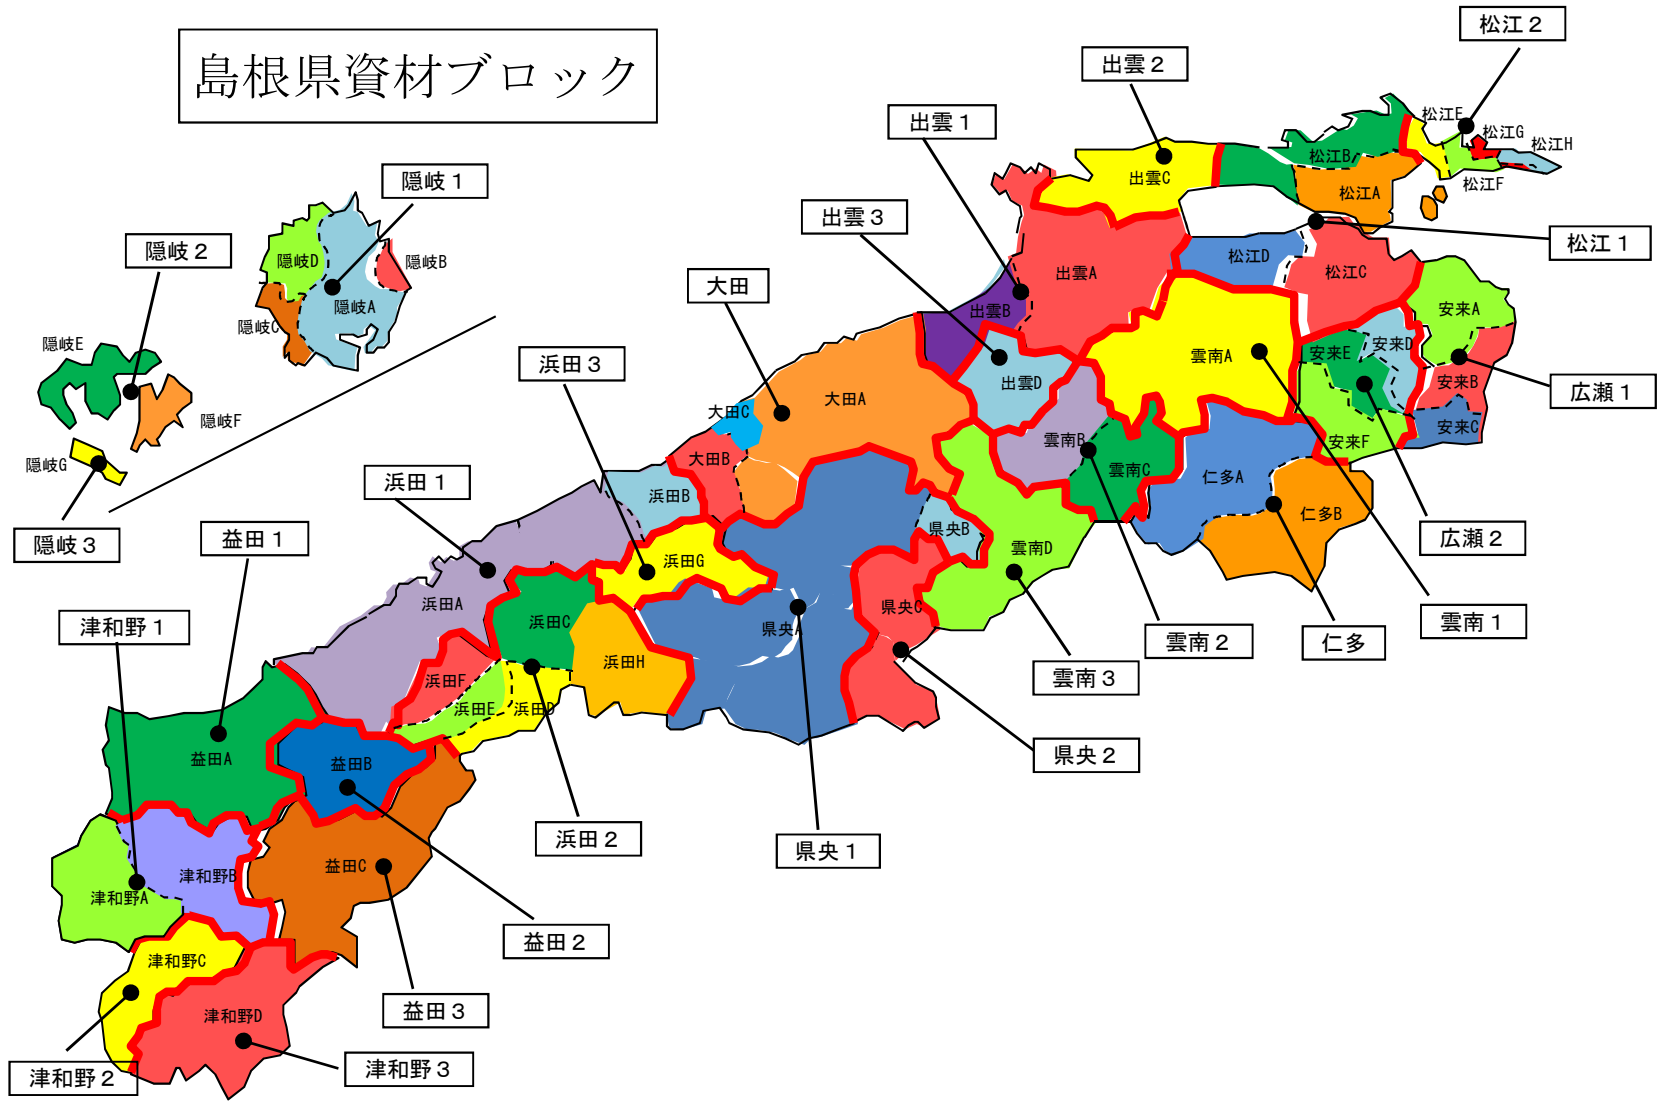 島根県資材ブロック
松江２
出雲２
出雲１
松江E
松江G
松江H
松江B
松江F
松江A
出雲C
隠岐１
出雲３
松江１
隠岐２
隠岐D
隠岐B
隠岐A
隠岐C
松江D
松江C
出雲A
大田
出雲B
安来A
隠岐E
浜田３
雲南A
安来E
安来D
出雲D
安来B
広瀬１
大田A
大田C
隠岐F
雲南B
安来C
安来F
隠岐G
大田B
雲南C
仁多A
浜田１
浜田B
仁多B
県央B
隠岐３
益田１
浜田G
雲南D
広瀬２
浜田A
県央C
浜田C
県央A
津和野１
雲南１
雲南２
仁多
浜田H
雲南３
浜田F
浜田E
浜田D
県央２
益田A
益田B
浜田２
県央１
益田C
津和野B
津和野A
益田２
津和野C
益田３
津和野D
津和野３
津和野２